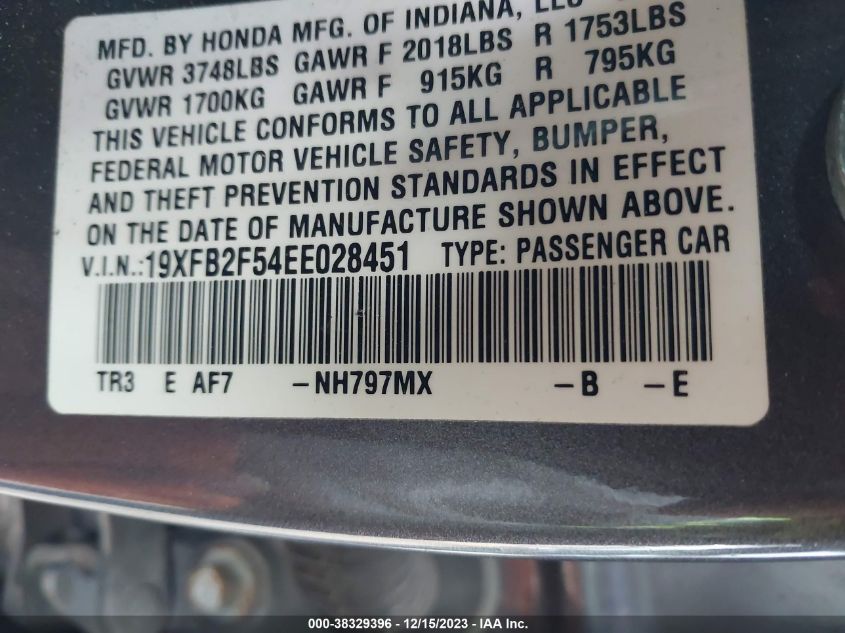 MFD. BY HONDA MFG. OF INDIANA, LLC
GVWR 3748LBS GAWR F 2018LBS R 1753LBS
GVWR 1700KG GAWR F 915KG R 795KG
THIS VEHICLE CONFORMS TO ALL APPLICABLE
FEDERAL MOTOR VEHICLE SAFETY, BUMPER,
AND THEFT PREVENTION STANDARDS IN EFFECT
ON THE DATE OF MANUFACTURE SHOWN ABOVE.
V.I.N.:19XFB2F54EE028451 TYPE: PASSENGER CAR
TR3 E AF7 -NH797MX -B -E
000-38329396 - 12/15/2023 - IAA Inc.